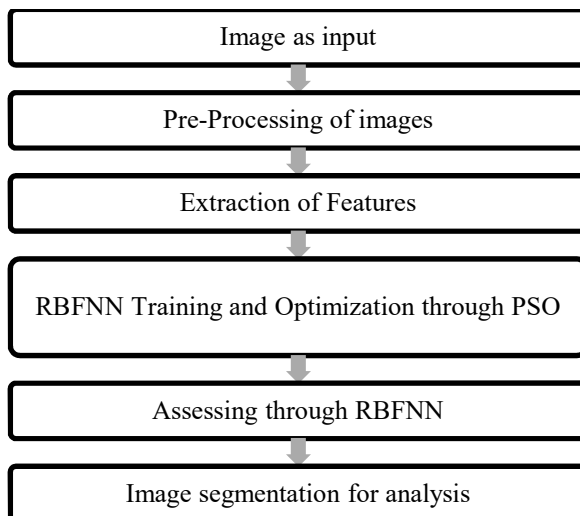 Image as input
Pre-Processing of images
Extraction of Features
RBFNN Training and Optimization through PSO
Assessing through RBFNN
Image segmentation for analysis